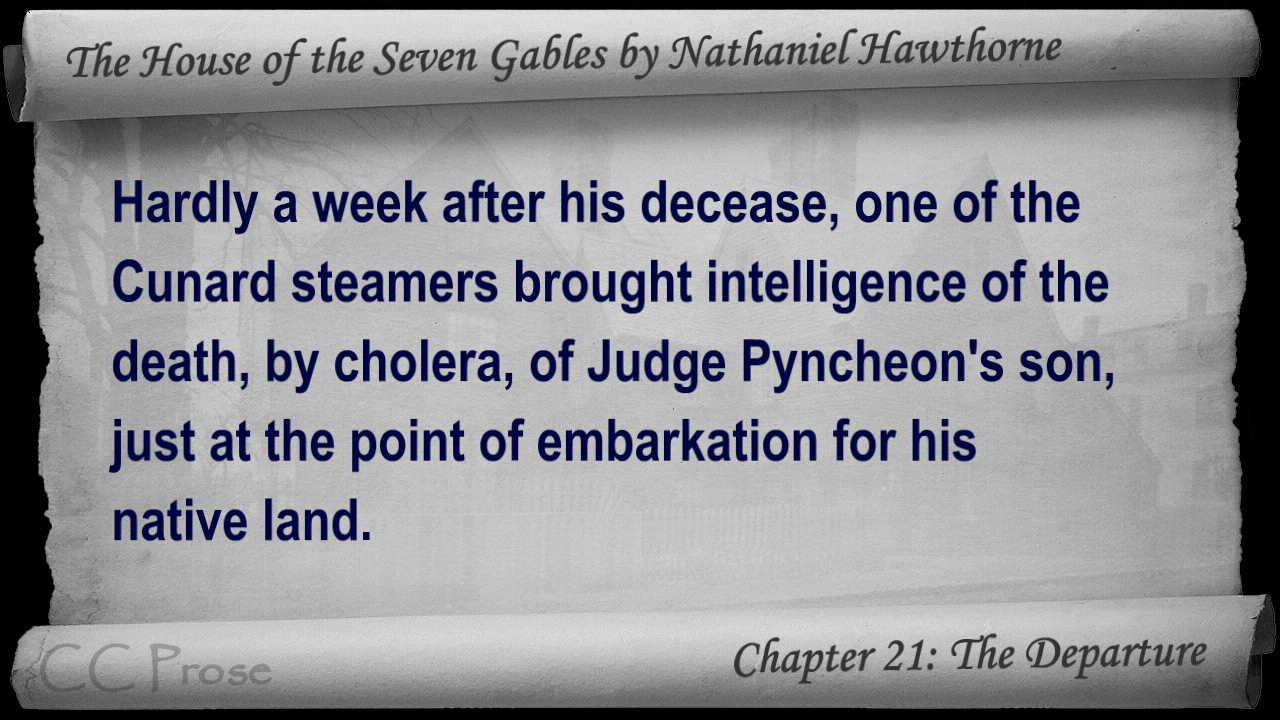 The House of the Seven Gables by Nathaniel Hawthorne
Hardly a week after his decease, one of the
Cunard steamers brought intelligence of the
death, by cholera, of Judge Pyncheon's son,
just at the point of embarkation for his
native land.
CC Prose
Chapter 21: The Departure